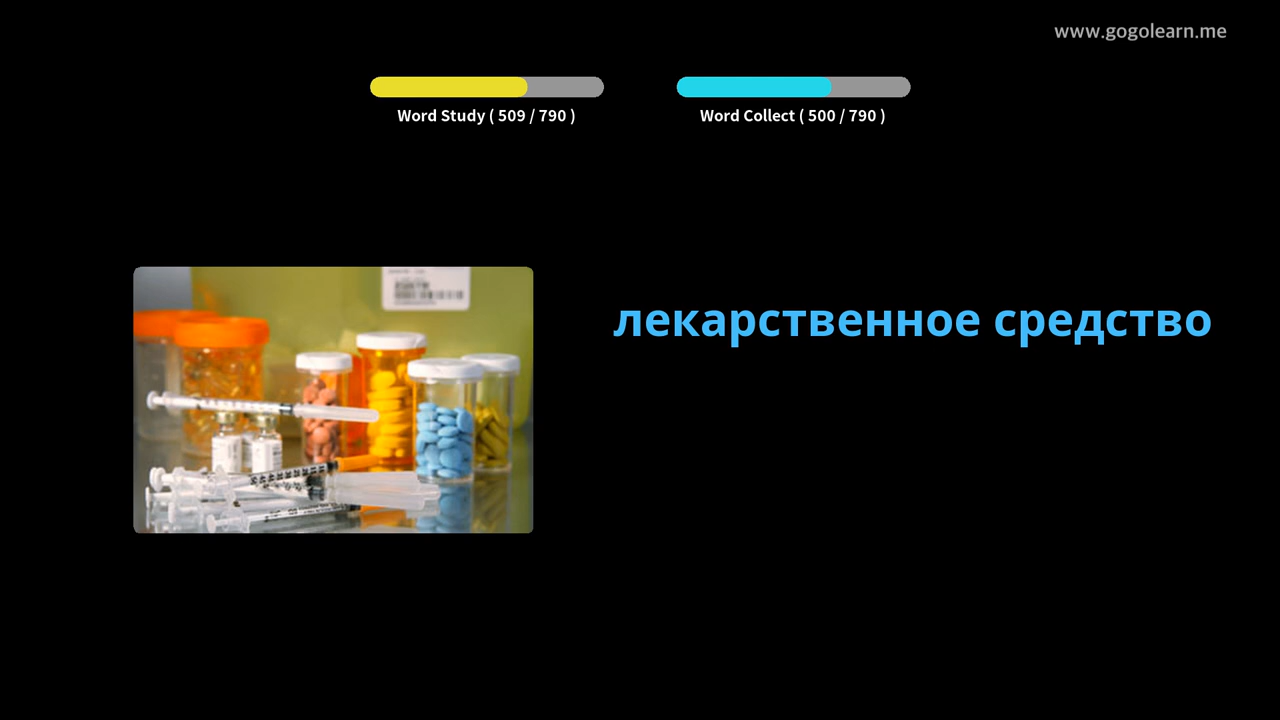 www.gogolearn.me
Word Study ( 509 / 790 )
Word Collect ( 500 / 790 )
лекарственное средство